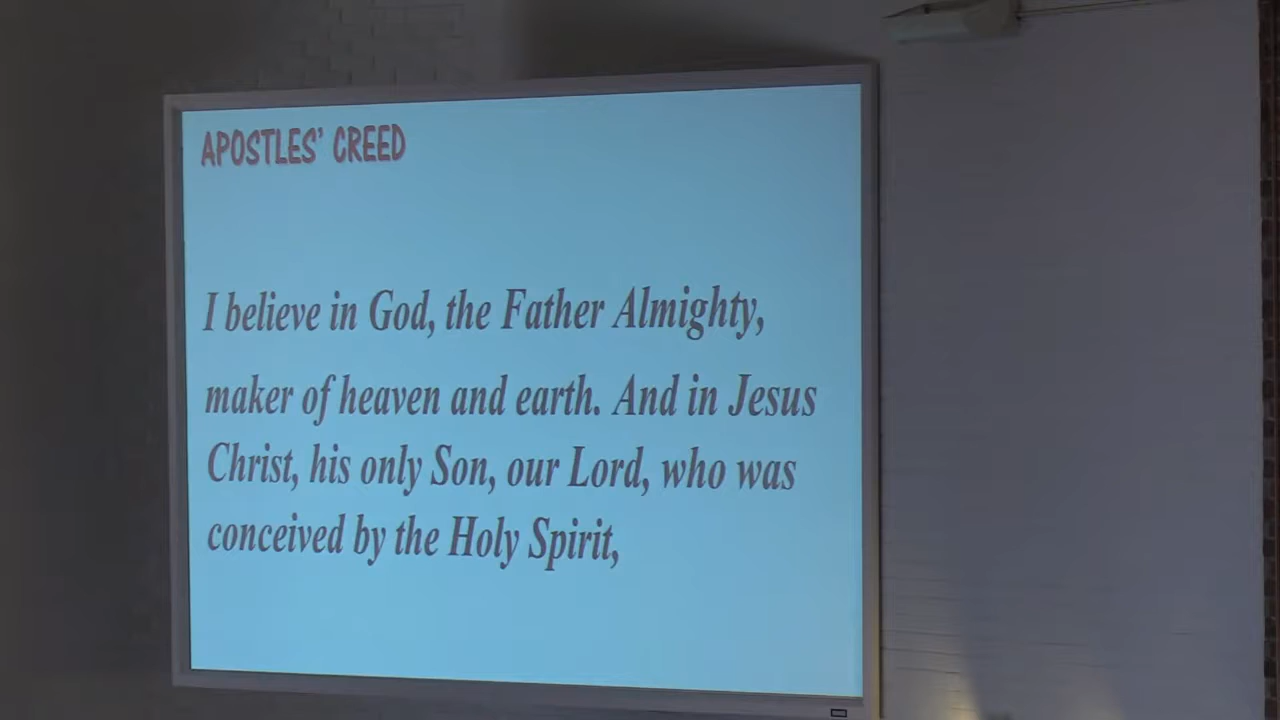 APOSTLES' CREED
I believe in God, the Father Almighty,
maker of heaven and earth. And in Jesus
Christ, his only Son, our Lord, who was
conceived by the Holy Spirit,